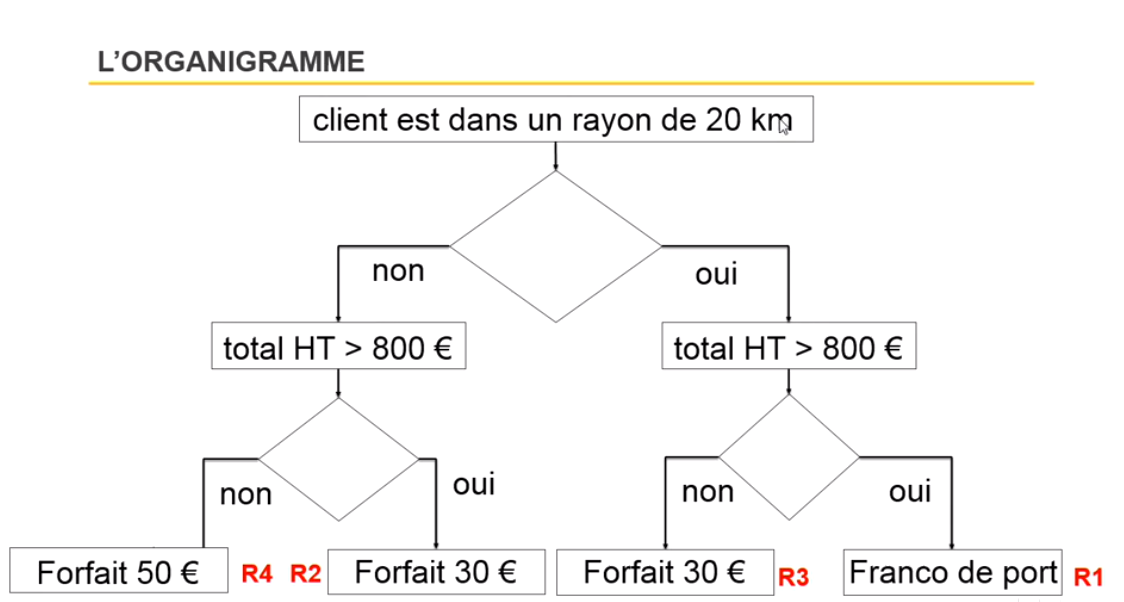 L’ORGANIGRAMME
client est dans un rayon de 20 km
non
oui
total HT > 800 €
total HT > 800 €
non
oui
non
oui
Forfait 50 €
R4
R2
Forfait 30 €
Forfait 30 €
R3
Franco de port
R1